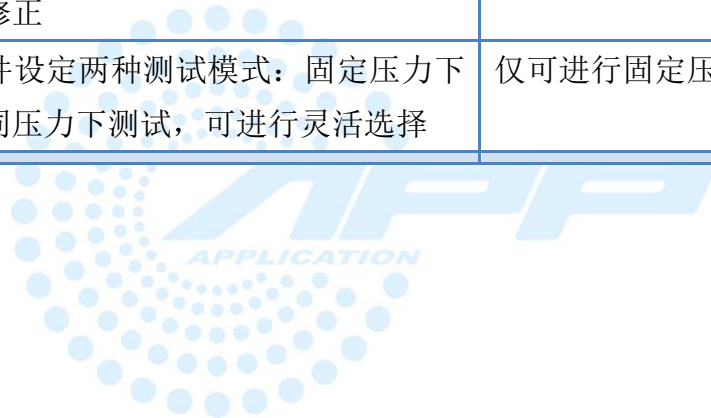 修正
件设定两种测试模式：固定压力下
仅可进行固定压
同压力下测试，可进行灵活选择
APP
APPLICATION